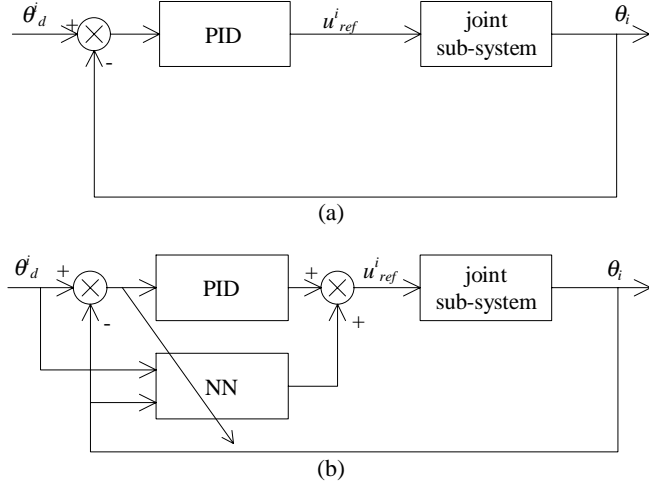 θ^i_d + - PID u^i_ref joint sub-system θ_i
(a)
θ^i_d + - PID + + u^i_ref joint sub-system θ_i
NN
(b)